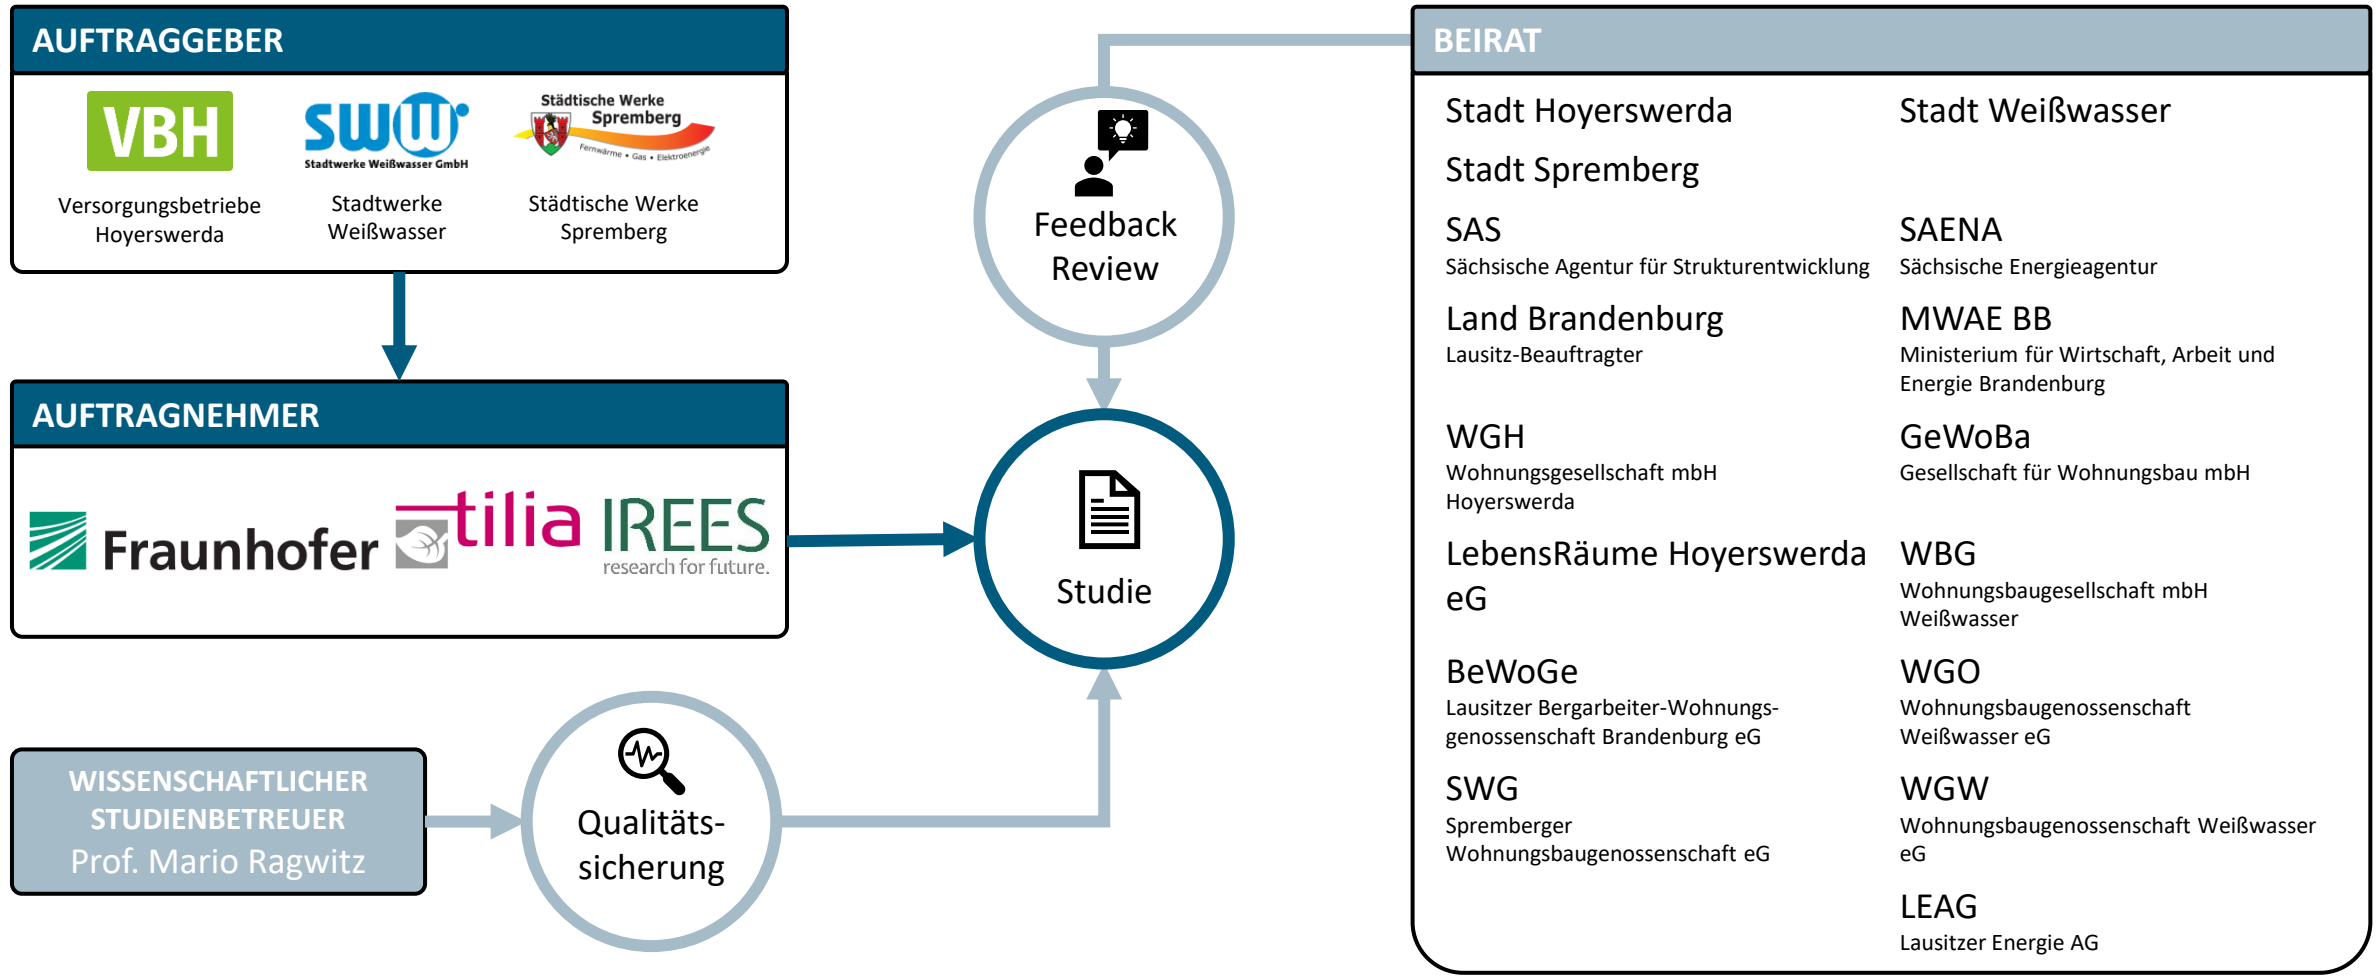 AUFTRAGGEBER
VBH
Versorgungsbetriebe
Hoyerswerda
SWW
Stadtwerke Weißwasser GmbH
Stadtwerke
Weißwasser
Städtische Werke
Spremberg
Fernwärme • Gas • Elektroenergie
Städtische Werke
Spremberg
AUFTRAGNEHMER
Fraunhofer
tilia
IREES
research for future.
WISSENSCHAFTLICHER
STUDIENBETREUER
Prof. Mario Ragwitz
Qualitäts-
sicherung
Feedback
Review
Studie
BEIRAT
Stadt Hoyerswerda
Stadt Weißwasser
Stadt Spremberg
SAS
Sächsische Agentur für Strukturentwicklung
SAENA
Sächsische Energieagentur
Land Brandenburg
Lausitz-Beauftragter
MWAE BB
Ministerium für Wirtschaft, Arbeit und
Energie Brandenburg
WGH
Wohnungsgesellschaft mbH
Hoyerswerda
GeWoBa
Gesellschaft für Wohnungsbau mbH
LebensRäume Hoyerswerda
eG
WBG
Wohnungsbaugesellschaft mbH
Weißwasser
BeWoGe
Lausitzer Bergarbeiter-Wohnungs-
genossenschaft Brandenburg eG
WGO
Wohnungsbaugenossenschaft
Weißwasser eG
SWG
Spremberger
Wohnungsbaugenossenschaft eG
WGW
Wohnungsbaugenossenschaft Weißwasser
eG
LEAG
Lausitzer Energie AG